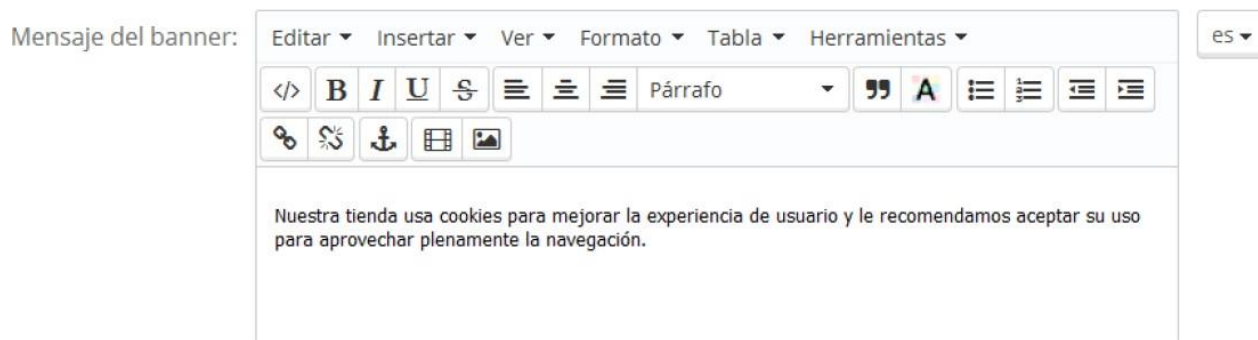 Mensaje del banner:
Editar Insertar Ver Formato Tabla Herramientas
es
</> B I U S Párrafo A
Nuestra tienda usa cookies para mejorar la experiencia de usuario y le recomendamos aceptar su uso
para aprovechar plenamente la navegación.